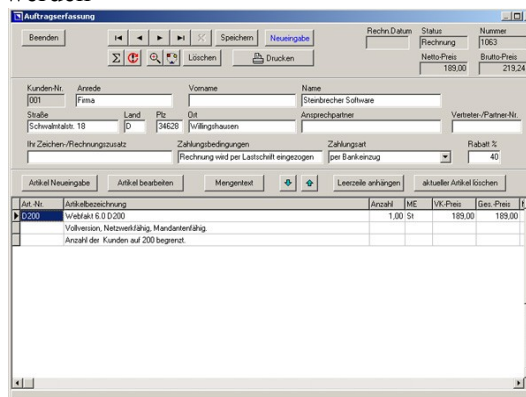 Auftragserfassung
Rechn.Datum Status Nummer
Beenden Speichern Neueingabe Rechnung 1063
Löschen Drucken Netto-Preis Brutto-Preis
189,00 219,24
Kunden-Nr. Anrede Vorname Name
001 Firma Steinbrecher Software
Straße Land Plz Ort Ansprechpartner Vertreter-/Partner-Nr.
Schwalmtalstr. 18 D 34628 Willingshausen
Ihr Zeichen-/Rechnungszusatz Zahlungsbedingungen Zahlungsart Rabatt %
Rechnung wird per Lastschrift eingezogen per Bankeinzug 40
Artikel Neueingabe Artikel bearbeiten Mengentext Leerzeile anhängen aktueller Artikel löschen
Art.-Nr. Artikelbezeichnung Anzahl ME VK-Preis Ges.-Preis
D200 Webfakt 6.0 D200 1,00 St 189,00 189,00
Vollversion, Netzwerkfähig, Mandantenfähig.
Anzahl der Kunden auf 200 begrenzt.